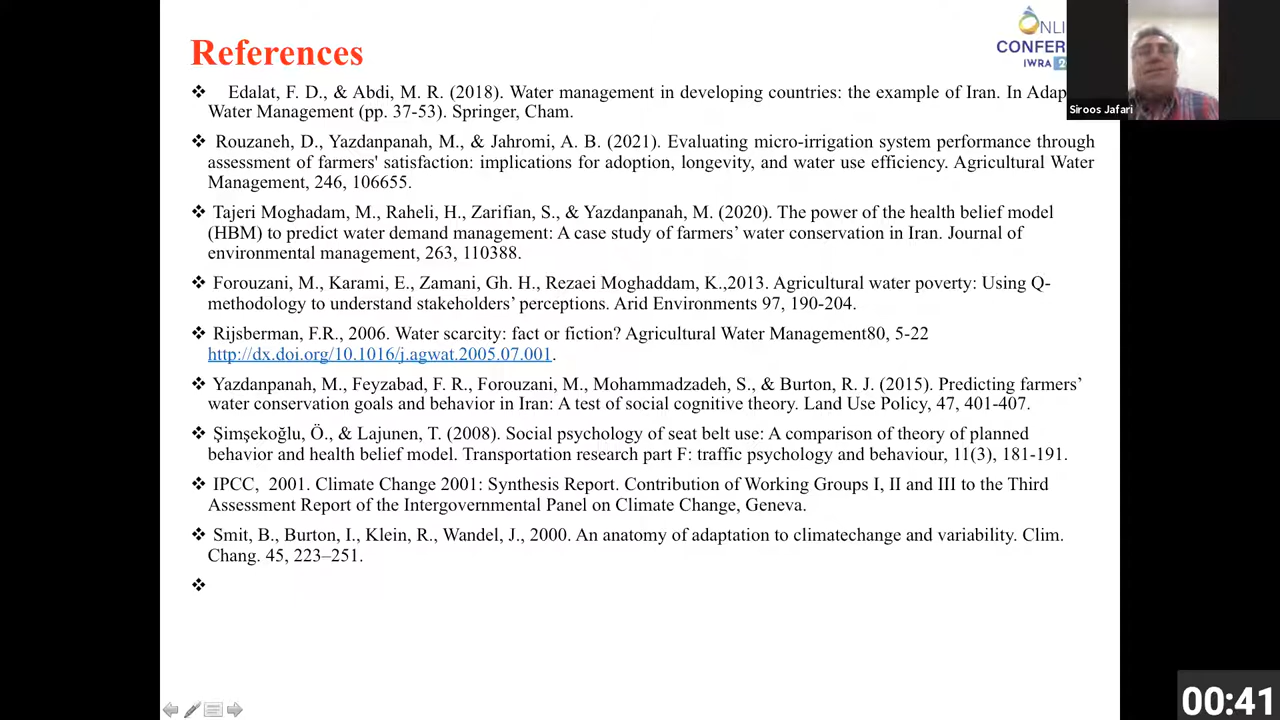 References
ONLI
CONFER
IWRA 2
Siroos Jafari
❖ Edalat, F. D., & Abdi, M. R. (2018). Water management in developing countries: the example of Iran. In Adap
Water Management (pp. 37-53). Springer, Cham.
❖ Rouzaneh, D., Yazdanpanah, M., & Jahromi, A. B. (2021). Evaluating micro-irrigation system performance through
assessment of farmers' satisfaction: implications for adoption, longevity, and water use efficiency. Agricultural Water
Management, 246, 106655.
❖ Tajeri Moghadam, M., Raheli, H., Zarifian, S., & Yazdanpanah, M. (2020). The power of the health belief model
(HBM) to predict water demand management: A case study of farmers’ water conservation in Iran. Journal of
environmental management, 263, 110388.
❖ Forouzani, M., Karami, E., Zamani, Gh. H., Rezaei Moghaddam, K.,2013. Agricultural water poverty: Using Q-
methodology to understand stakeholders’ perceptions. Arid Environments 97, 190-204.
❖ Rijsberman, F.R., 2006. Water scarcity: fact or fiction? Agricultural Water Management80, 5-22
http://dx.doi.org/10.1016/j.agwat.2005.07.001.
❖ Yazdanpanah, M., Feyzabad, F. R., Forouzani, M., Mohammadzadeh, S., & Burton, R. J. (2015). Predicting farmers’
water conservation goals and behavior in Iran: A test of social cognitive theory. Land Use Policy, 47, 401-407.
❖ Şimşekoğlu, Ö., & Lajunen, T. (2008). Social psychology of seat belt use: A comparison of theory of planned
behavior and health belief model. Transportation research part F: traffic psychology and behaviour, 11(3), 181-191.
❖ IPCC, 2001. Climate Change 2001: Synthesis Report. Contribution of Working Groups I, II and III to the Third
Assessment Report of the Intergovernmental Panel on Climate Change, Geneva.
❖ Smit, B., Burton, I., Klein, R., Wandel, J., 2000. An anatomy of adaptation to climatechange and variability. Clim.
Chang. 45, 223–251.
❖
00:41